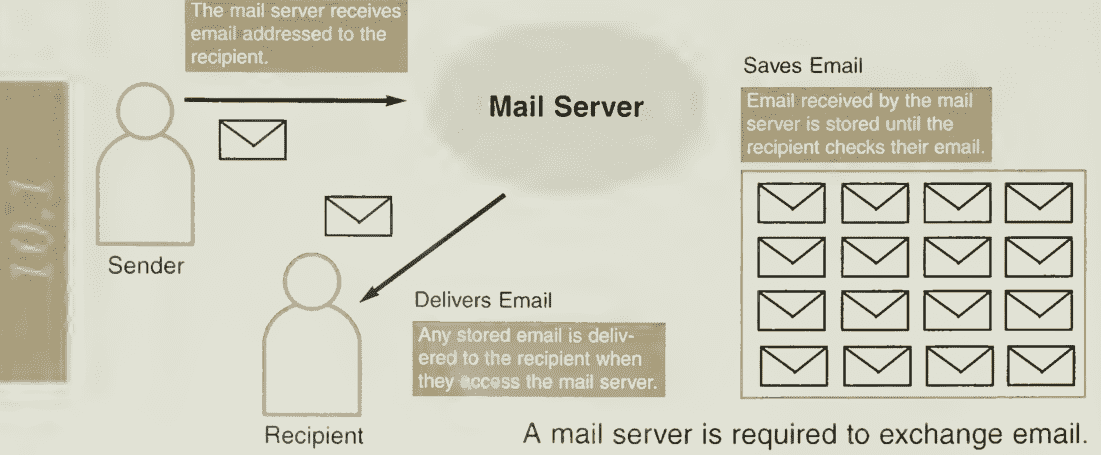 The mail server receives
email addressed to the
recipient.
Mail Server
Saves Email
Email received by the mail
server is stored until the
recipient checks their email.
10.1
Sender
Delivers Email
Any stored email is deliv-
ered to the recipient when
they access the mail server.
Recipient
A mail server is required to exchange email.